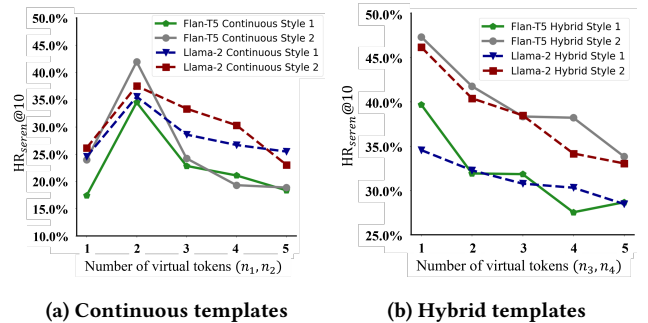 50.0%
45.0%
40.0%
35.0%
30.0%
25.0%
20.0%
15.0%
10.0%
HR_seren@10
Flan-T5 Continuous Style 1
Flan-T5 Continuous Style 2
Llama-2 Continuous Style 1
Llama-2 Continuous Style 2
1 2 3 4 5
Number of virtual tokens (n₁, n₂)
(a) Continuous templates
50.0%
45.0%
40.0%
35.0%
30.0%
25.0%
HR_seren@10
Flan-T5 Hybrid Style 1
Flan-T5 Hybrid Style 2
Llama-2 Hybrid Style 1
Llama-2 Hybrid Style 2
1 2 3 4 5
Number of virtual tokens (n₃, n₄)
(b) Hybrid templates